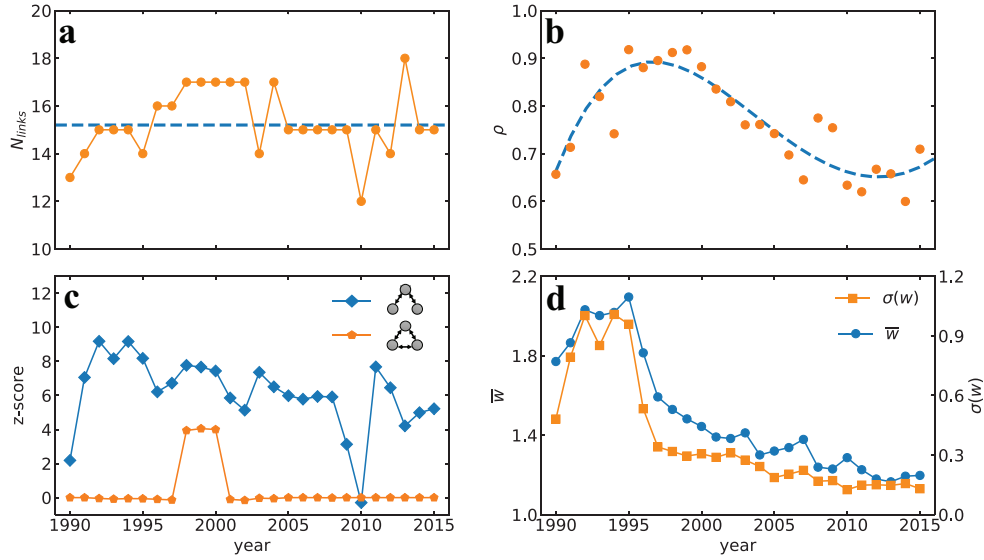 a
20
18
16
14
12
10
N_links
b
1.0
0.9
0.8
0.7
0.6
0.5
ρ
c
12
10
8
6
4
2
0
z-score
1990 1995 2000 2005 2010 2015
year
d
2.2
1.8
1.4
1.0
w̅
σ(w)
w̅
1.2
0.9
0.6
0.3
0.0
σ(w)
1990 1995 2000 2005 2010 2015
year